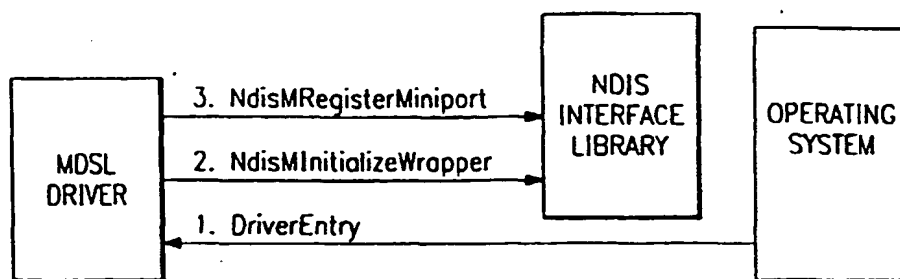 MDSL
DRIVER
3. NdisMRegisterMiniport
2. NdisMInitializeWrapper
1. DriverEntry
NDIS
INTERFACE
LIBRARY
OPERATING
SYSTEM